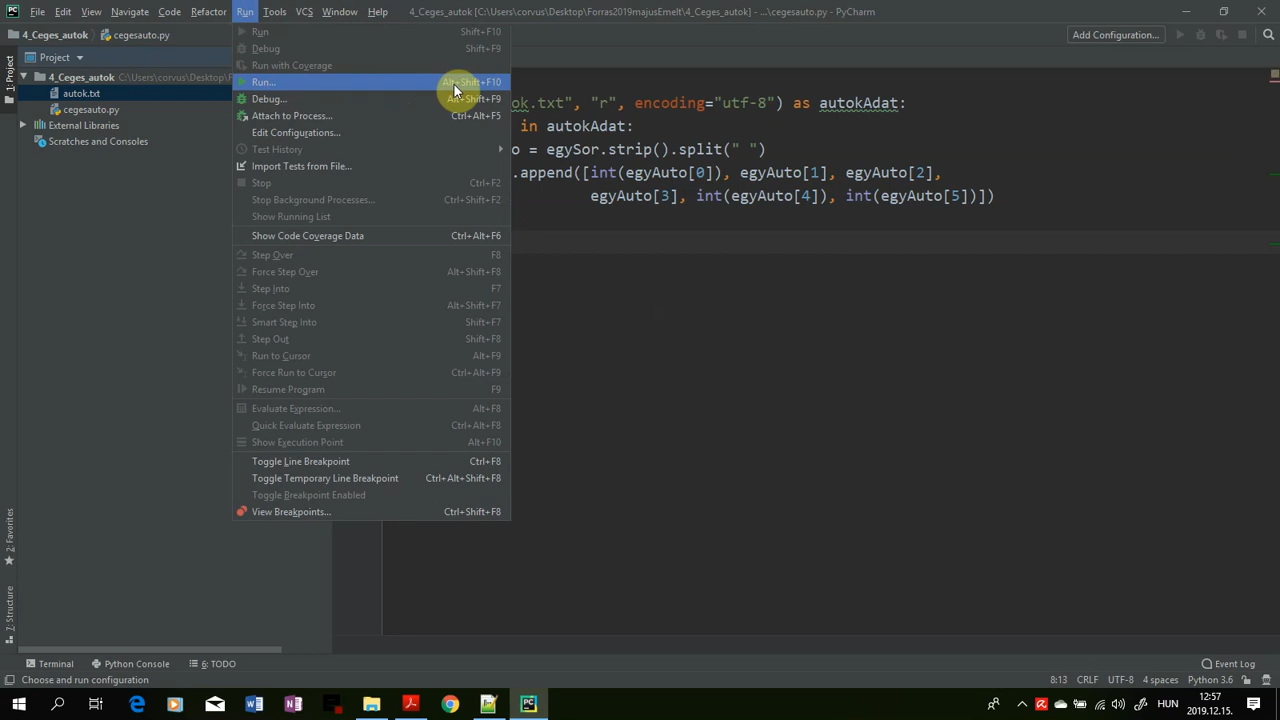 File Edit View Navigate Code Refactor Run Tools VCS Window Help 4_Ceges_autok [C:\Users\corvus\Desktop\Forras2019majusEmelt\4_Ceges_autok] - ...\cegesauto.py - PyCharm
4_Ceges_autok cegesauto.py Add Configuration...
Project
4_Ceges_autok C:\Users\corvus\Desktop\Forras2019
autok.txt
cegesauto.py
External Libraries
Scratches and Consoles
1: Project
2: Favorites
7: Structure
Run Shift+F10
Debug Shift+F9
Run with Coverage
Run... Alt+Shift+F10
Debug... Alt+Shift+F9
Attach to Process... Ctrl+Alt+F5
Edit Configurations...
Test History
Import Tests from File...
Stop Ctrl+F2
Stop Background Processes... Ctrl+Shift+F2
Show Running List
Show Code Coverage Data Ctrl+Alt+F6
Step Over F8
Force Step Over Alt+Shift+F8
Step Into F7
Force Step Into Alt+Shift+F7
Smart Step Into Shift+F7
Step Out Shift+F8
Run to Cursor Alt+F9
Force Run to Cursor Ctrl+Alt+F9
Resume Program F9
Evaluate Expression... Alt+F8
Quick Evaluate Expression Ctrl+Alt+F8
Show Execution Point Alt+F10
Toggle Line Breakpoint Ctrl+F8
Toggle Temporary Line Breakpoint Ctrl+Alt+Shift+F8
Toggle Breakpoint Enabled
View Breakpoints... Ctrl+Shift+F8
ok.txt", "r", encoding="utf-8") as autokAdat:
in autokAdat:
o = egySor.strip().split(" ")
.append([int(egyAuto[0]), egyAuto[1], egyAuto[2],
egyAuto[3], int(egyAuto[4]), int(egyAuto[5])])
Terminal Python Console 6: TODO Event Log
Choose and run configuration 8:13 CRLF UTF-8 4 spaces Python 3.6
HUN 12:57
2019.12.15.